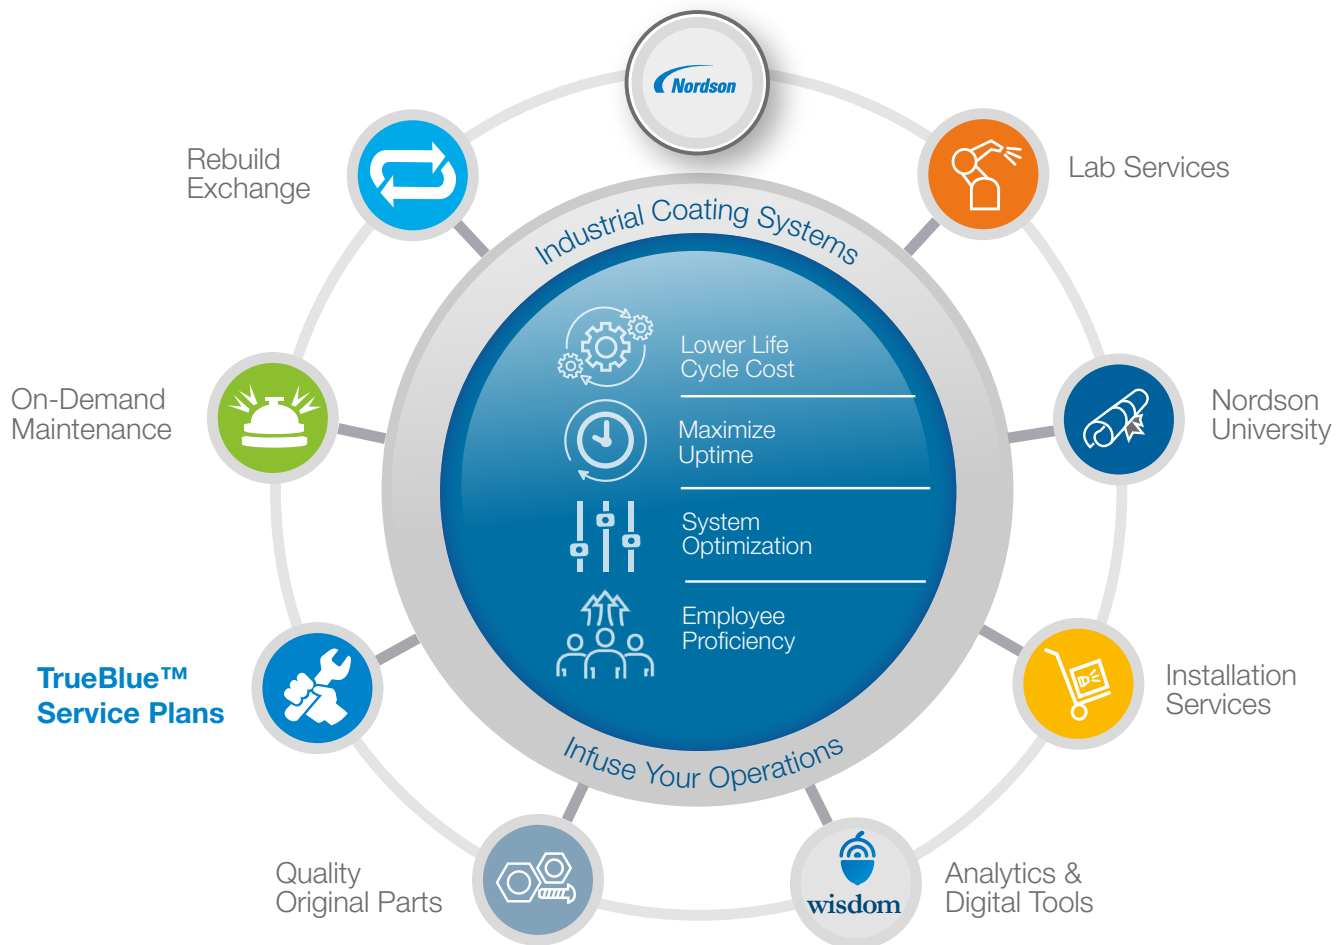 Nordson
Rebuild
Exchange
Lab Services
Industrial Coating Systems
Lower Life
Cycle Cost
On-Demand
Maintenance
Maximize
Uptime
Nordson
University
System
Optimization
Employee
Proficiency
TrueBlue™
Service Plans
Installation
Services
Infuse Your Operations
Quality
Original Parts
wisdom
Analytics &
Digital Tools